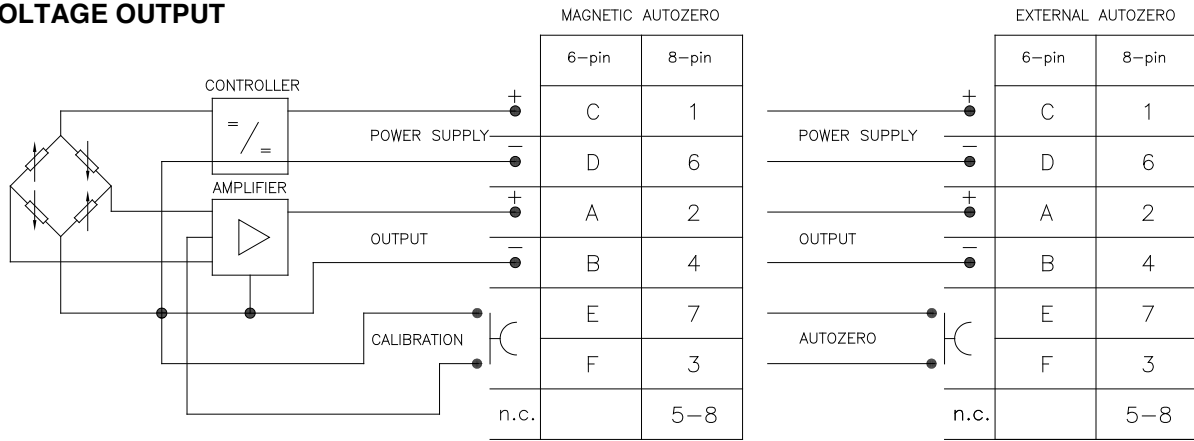 OLTAGE OUTPUT
MAGNETIC AUTOZERO
EXTERNAL AUTOZERO
6-pin 8-pin
6-pin 8-pin
CONTROLLER
= / =
POWER SUPPLY
+ C 1
- D 6
AMPLIFIER
OUTPUT
+ A 2
- B 4
CALIBRATION
E 7
F 3
n.c. 5-8
POWER SUPPLY
+ C 1
- D 6
OUTPUT
+ A 2
- B 4
AUTOZERO
E 7
F 3
n.c. 5-8